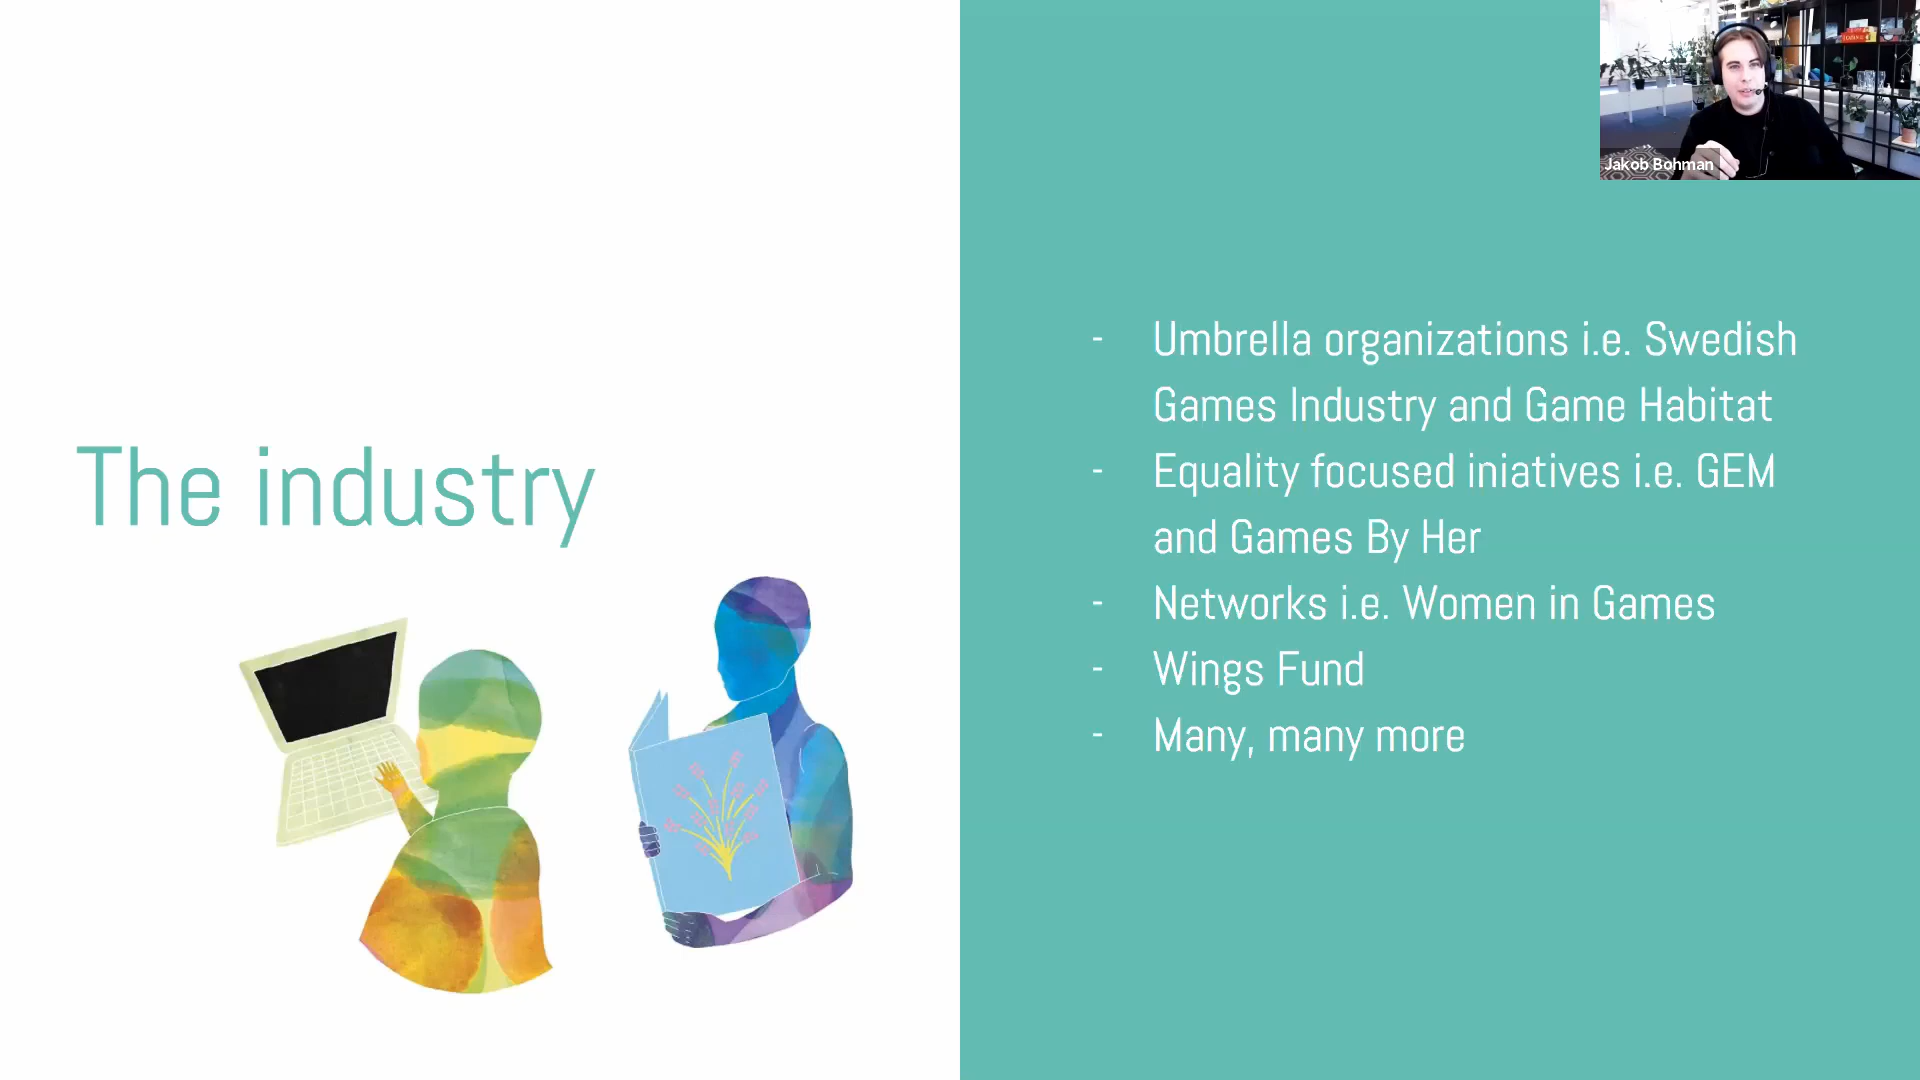 Jakob Bohman
The industry
- Umbrella organizations i.e. Swedish
Games Industry and Game Habitat
- Equality focused iniatives i.e. GEM
and Games By Her
- Networks i.e. Women in Games
- Wings Fund
- Many, many more